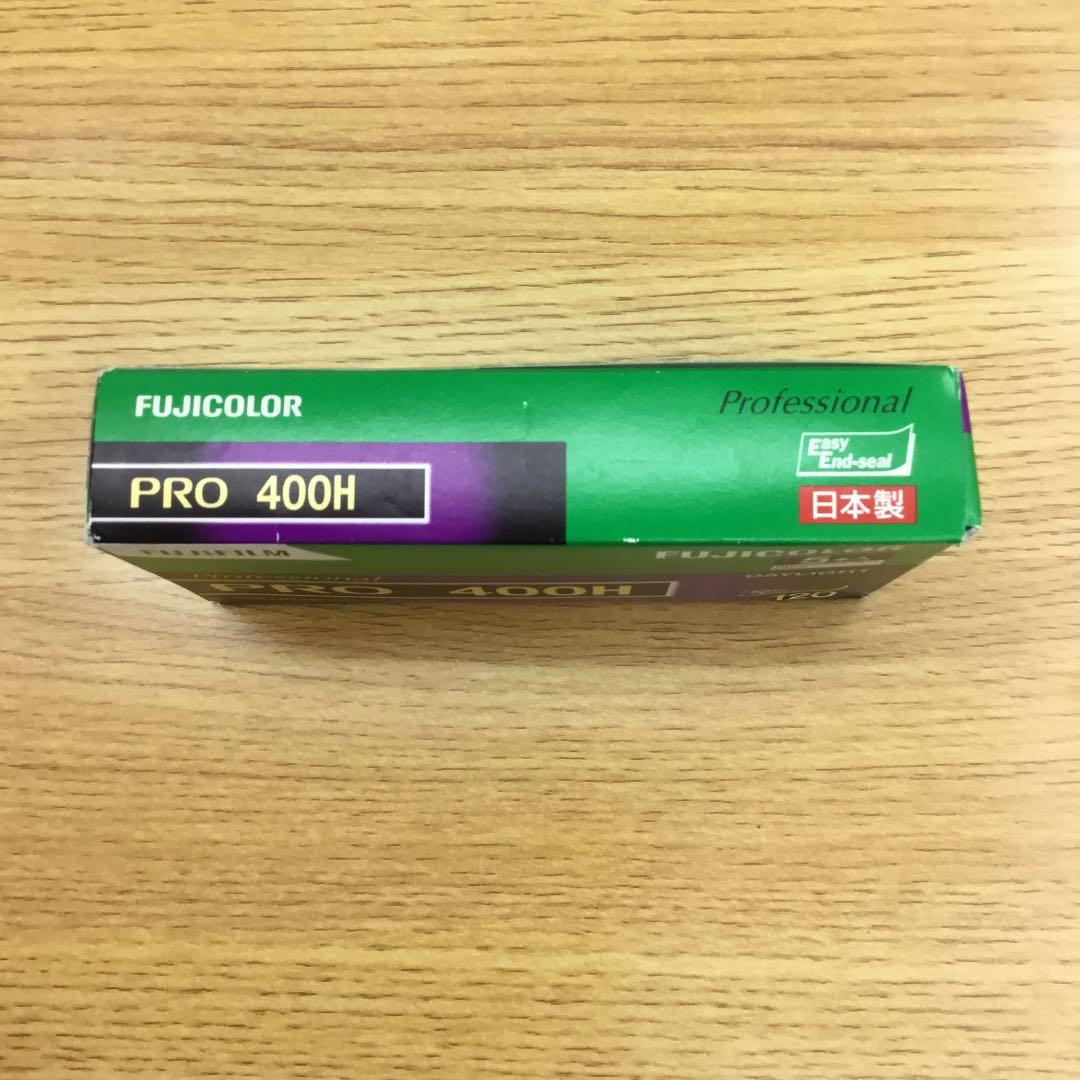 FUJICOLOR
Professional
Easy
End-seal
PRO 400H
日本製
FUJIFILM
FUJICOLOR
Professional
DAYLIGHT
PRO 400H
120